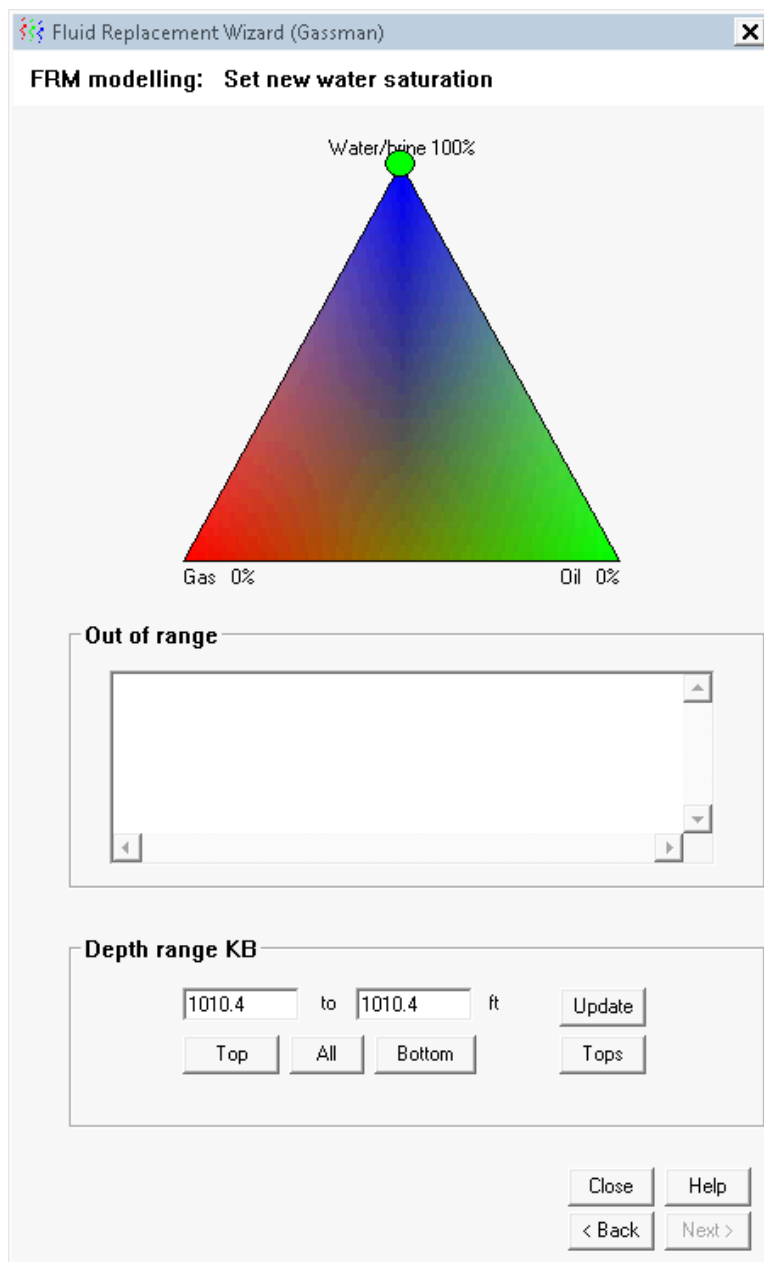 Fluid Replacement Wizard (Gassman)
FRM modelling: Set new water saturation
Water/brine 100%
Gas 0%
Oil 0%
Out of range
Depth range KB
1010.4 to 1010.4 ft Update
Top All Bottom Tops
Close Help
< Back Next >